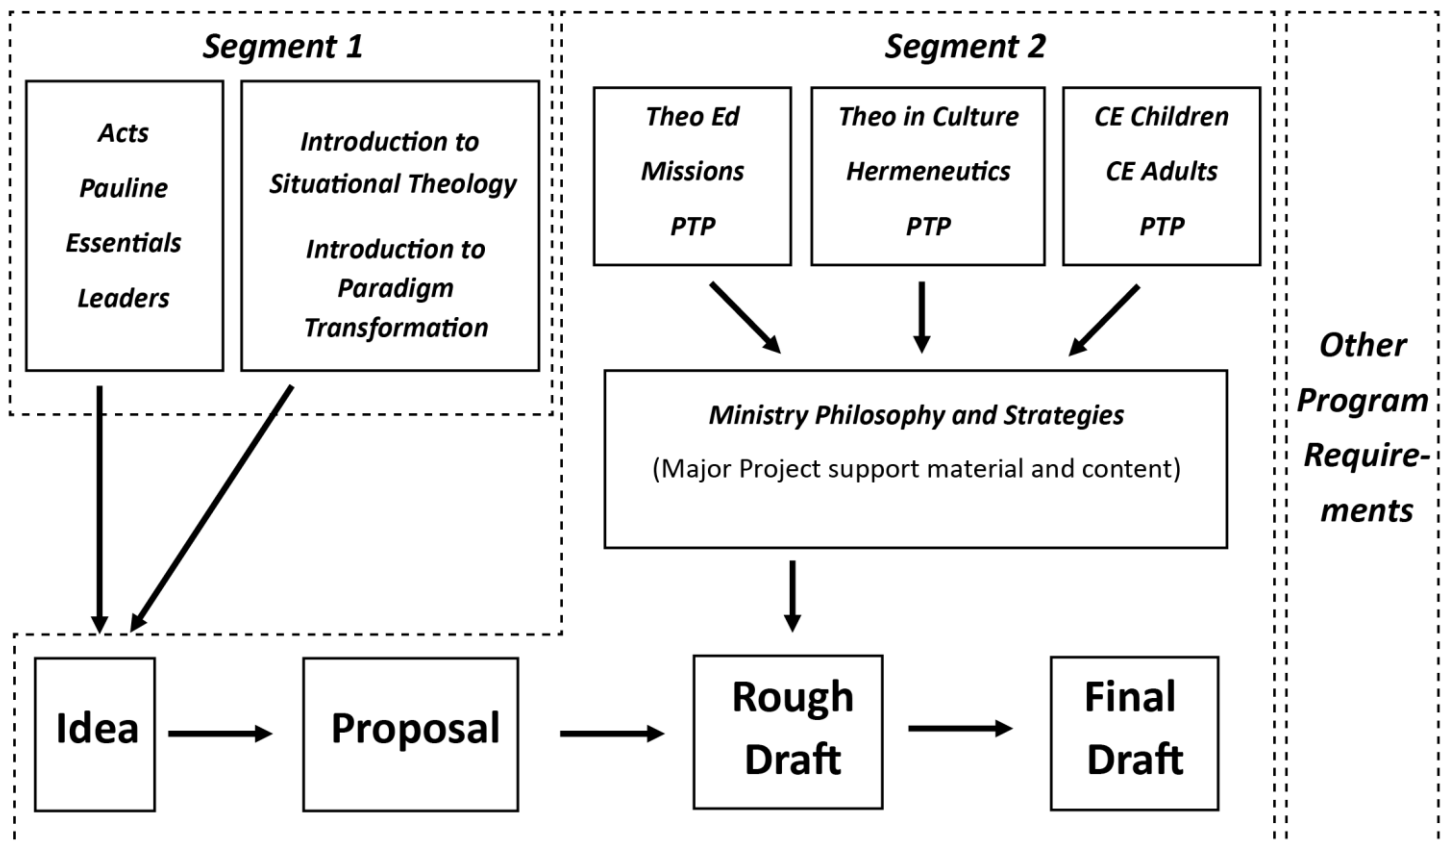 Segment 1
Acts
Pauline
Essentials
Leaders
Introduction to
Situational Theology
Introduction to
Paradigm
Transformation
Segment 2
Theo Ed
Missions
PTP
Theo in Culture
Hermeneutics
PTP
CE Children
CE Adults
PTP
Ministry Philosophy and Strategies
(Major Project support material and content)
Other
Program
Require-
ments
Idea
Proposal
Rough
Draft
Final
Draft